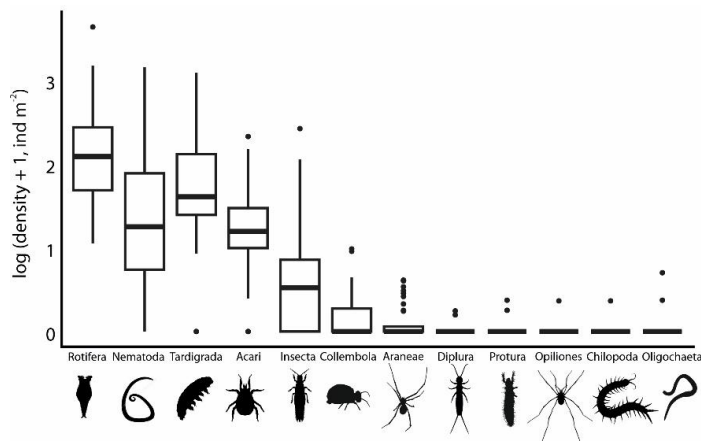 log (density + 1, ind m⁻²)
3
2
1
0
Rotifera Nematoda Tardigrada Acari Insecta Collembola Araneae Diplura Protura Opiliones Chilopoda Oligochaeta